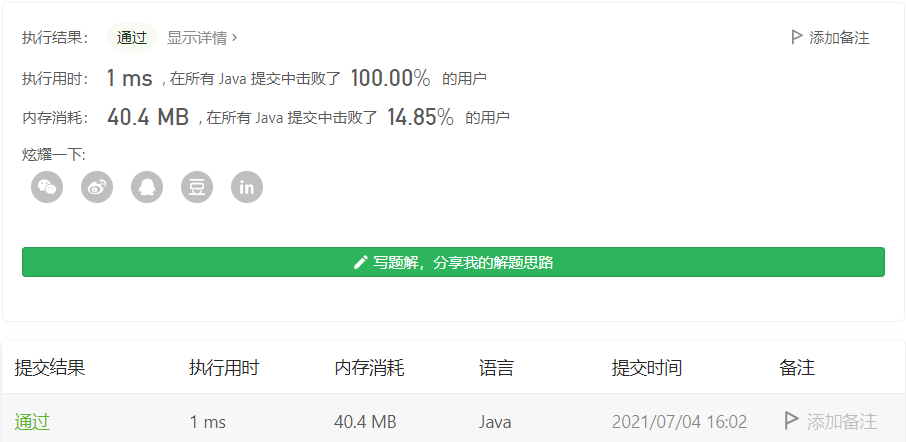 执行结果： 通过 显示详情 > 添加备注
执行用时： 1 ms , 在所有 Java 提交中击败了 100.00% 的用户
内存消耗： 40.4 MB , 在所有 Java 提交中击败了 14.85% 的用户
炫耀一下:
写题解，分享我的解题思路
提交结果 执行用时 内存消耗 语言 提交时间 备注
通过 1 ms 40.4 MB Java 2021/07/04 16:02 添加备注